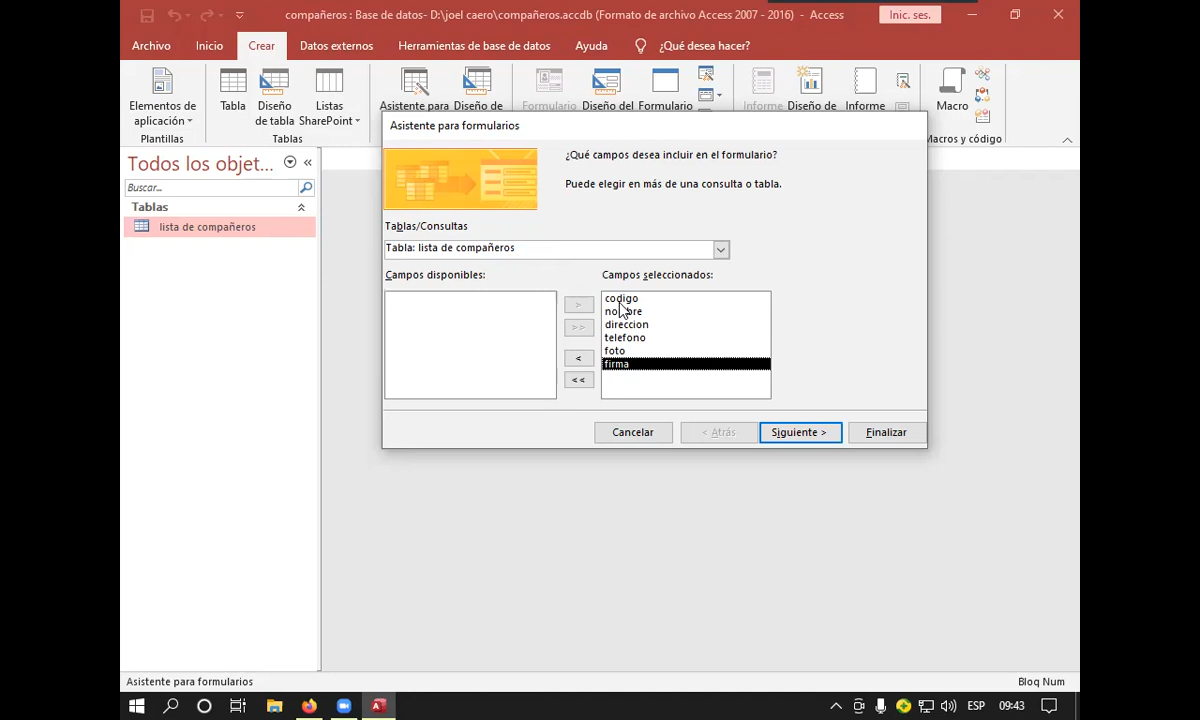 compañeros : Base de datos- D:\joel caero\compañeros.accdb (Formato de archivo Access 2007 - 2016) - Access
Inic. ses.
Archivo
Inicio
Crear
Datos externos
Herramientas de base de datos
Ayuda
¿Qué desea hacer?
Elementos de
aplicación
Plantillas
Tabla
Diseño
de tabla
Listas
SharePoint
Tablas
Asistente para
Diseño de
Formulario
Diseño del
Formulario
Informe
Diseño de
Informe
Macro
Macros y código
Todos los objet...
Buscar...
Tablas
lista de compañeros
Asistente para formularios
¿Qué campos desea incluir en el formulario?
Puede elegir en más de una consulta o tabla.
Tablas/Consultas
Tabla: lista de compañeros
Campos disponibles:
Campos seleccionados:
codigo
nombre
direccion
telefono
foto
firma
>
>>
<
<<
Cancelar
< Atrás
Siguiente >
Finalizar
Asistente para formularios
Bloq Num
ESP
09:43